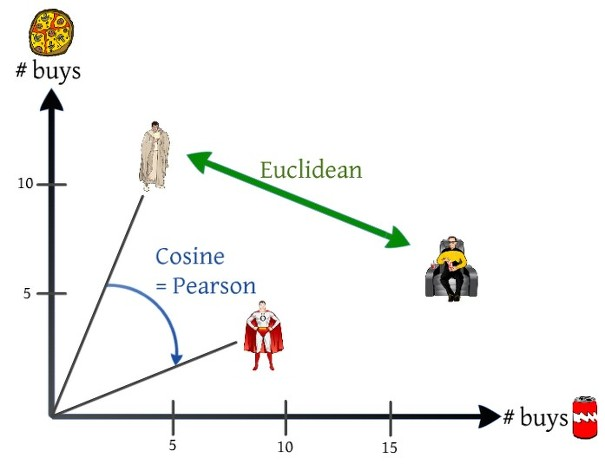 # buys
10
Euclidean
Cosine
= Pearson
5
# buys
5
10
15